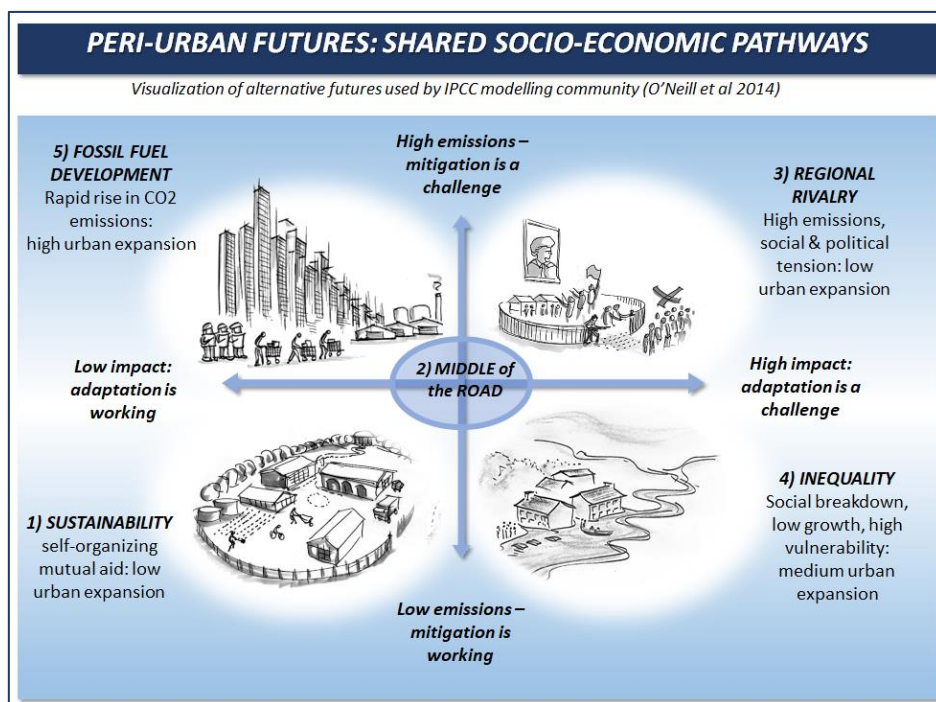 PERI-URBAN FUTURES: SHARED SOCIO-ECONOMIC PATHWAYS
Visualization of alternative futures used by IPCC modelling community (O'Neill et al 2014)
5) FOSSIL FUEL
DEVELOPMENT
Rapid rise in CO2
emissions:
high urban expansion
High emissions –
mitigation is a
challenge
3) REGIONAL
RIVALRY
High emissions,
social & political
tension: low
urban expansion
Low impact:
adaptation is
working
2) MIDDLE of
the ROAD
High impact:
adaptation is a
challenge
1) SUSTAINABILITY
self-organizing
mutual aid: low
urban expansion
Low emissions –
mitigation is
working
4) INEQUALITY
Social breakdown,
low growth, high
vulnerability:
medium urban
expansion